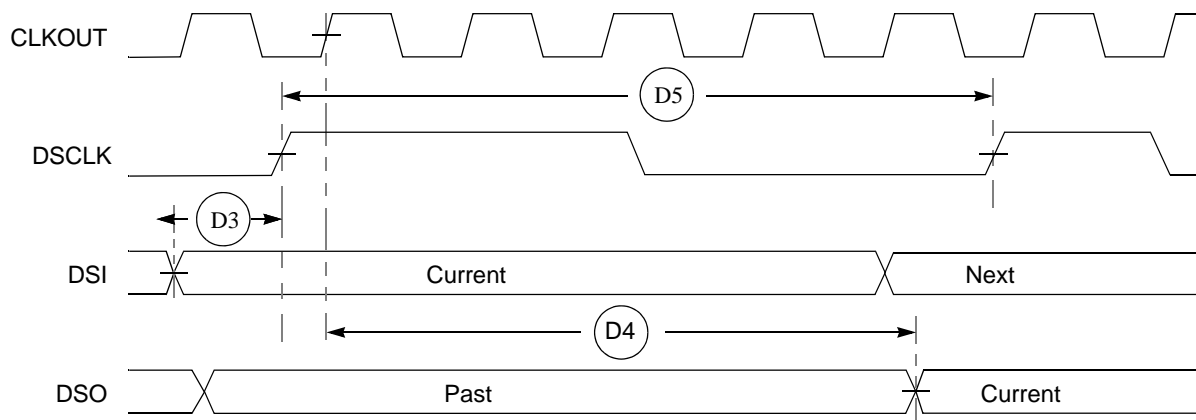 CLKOUT
D5
DSCLK
D3
DSI Current Next
D4
DSO Past Current